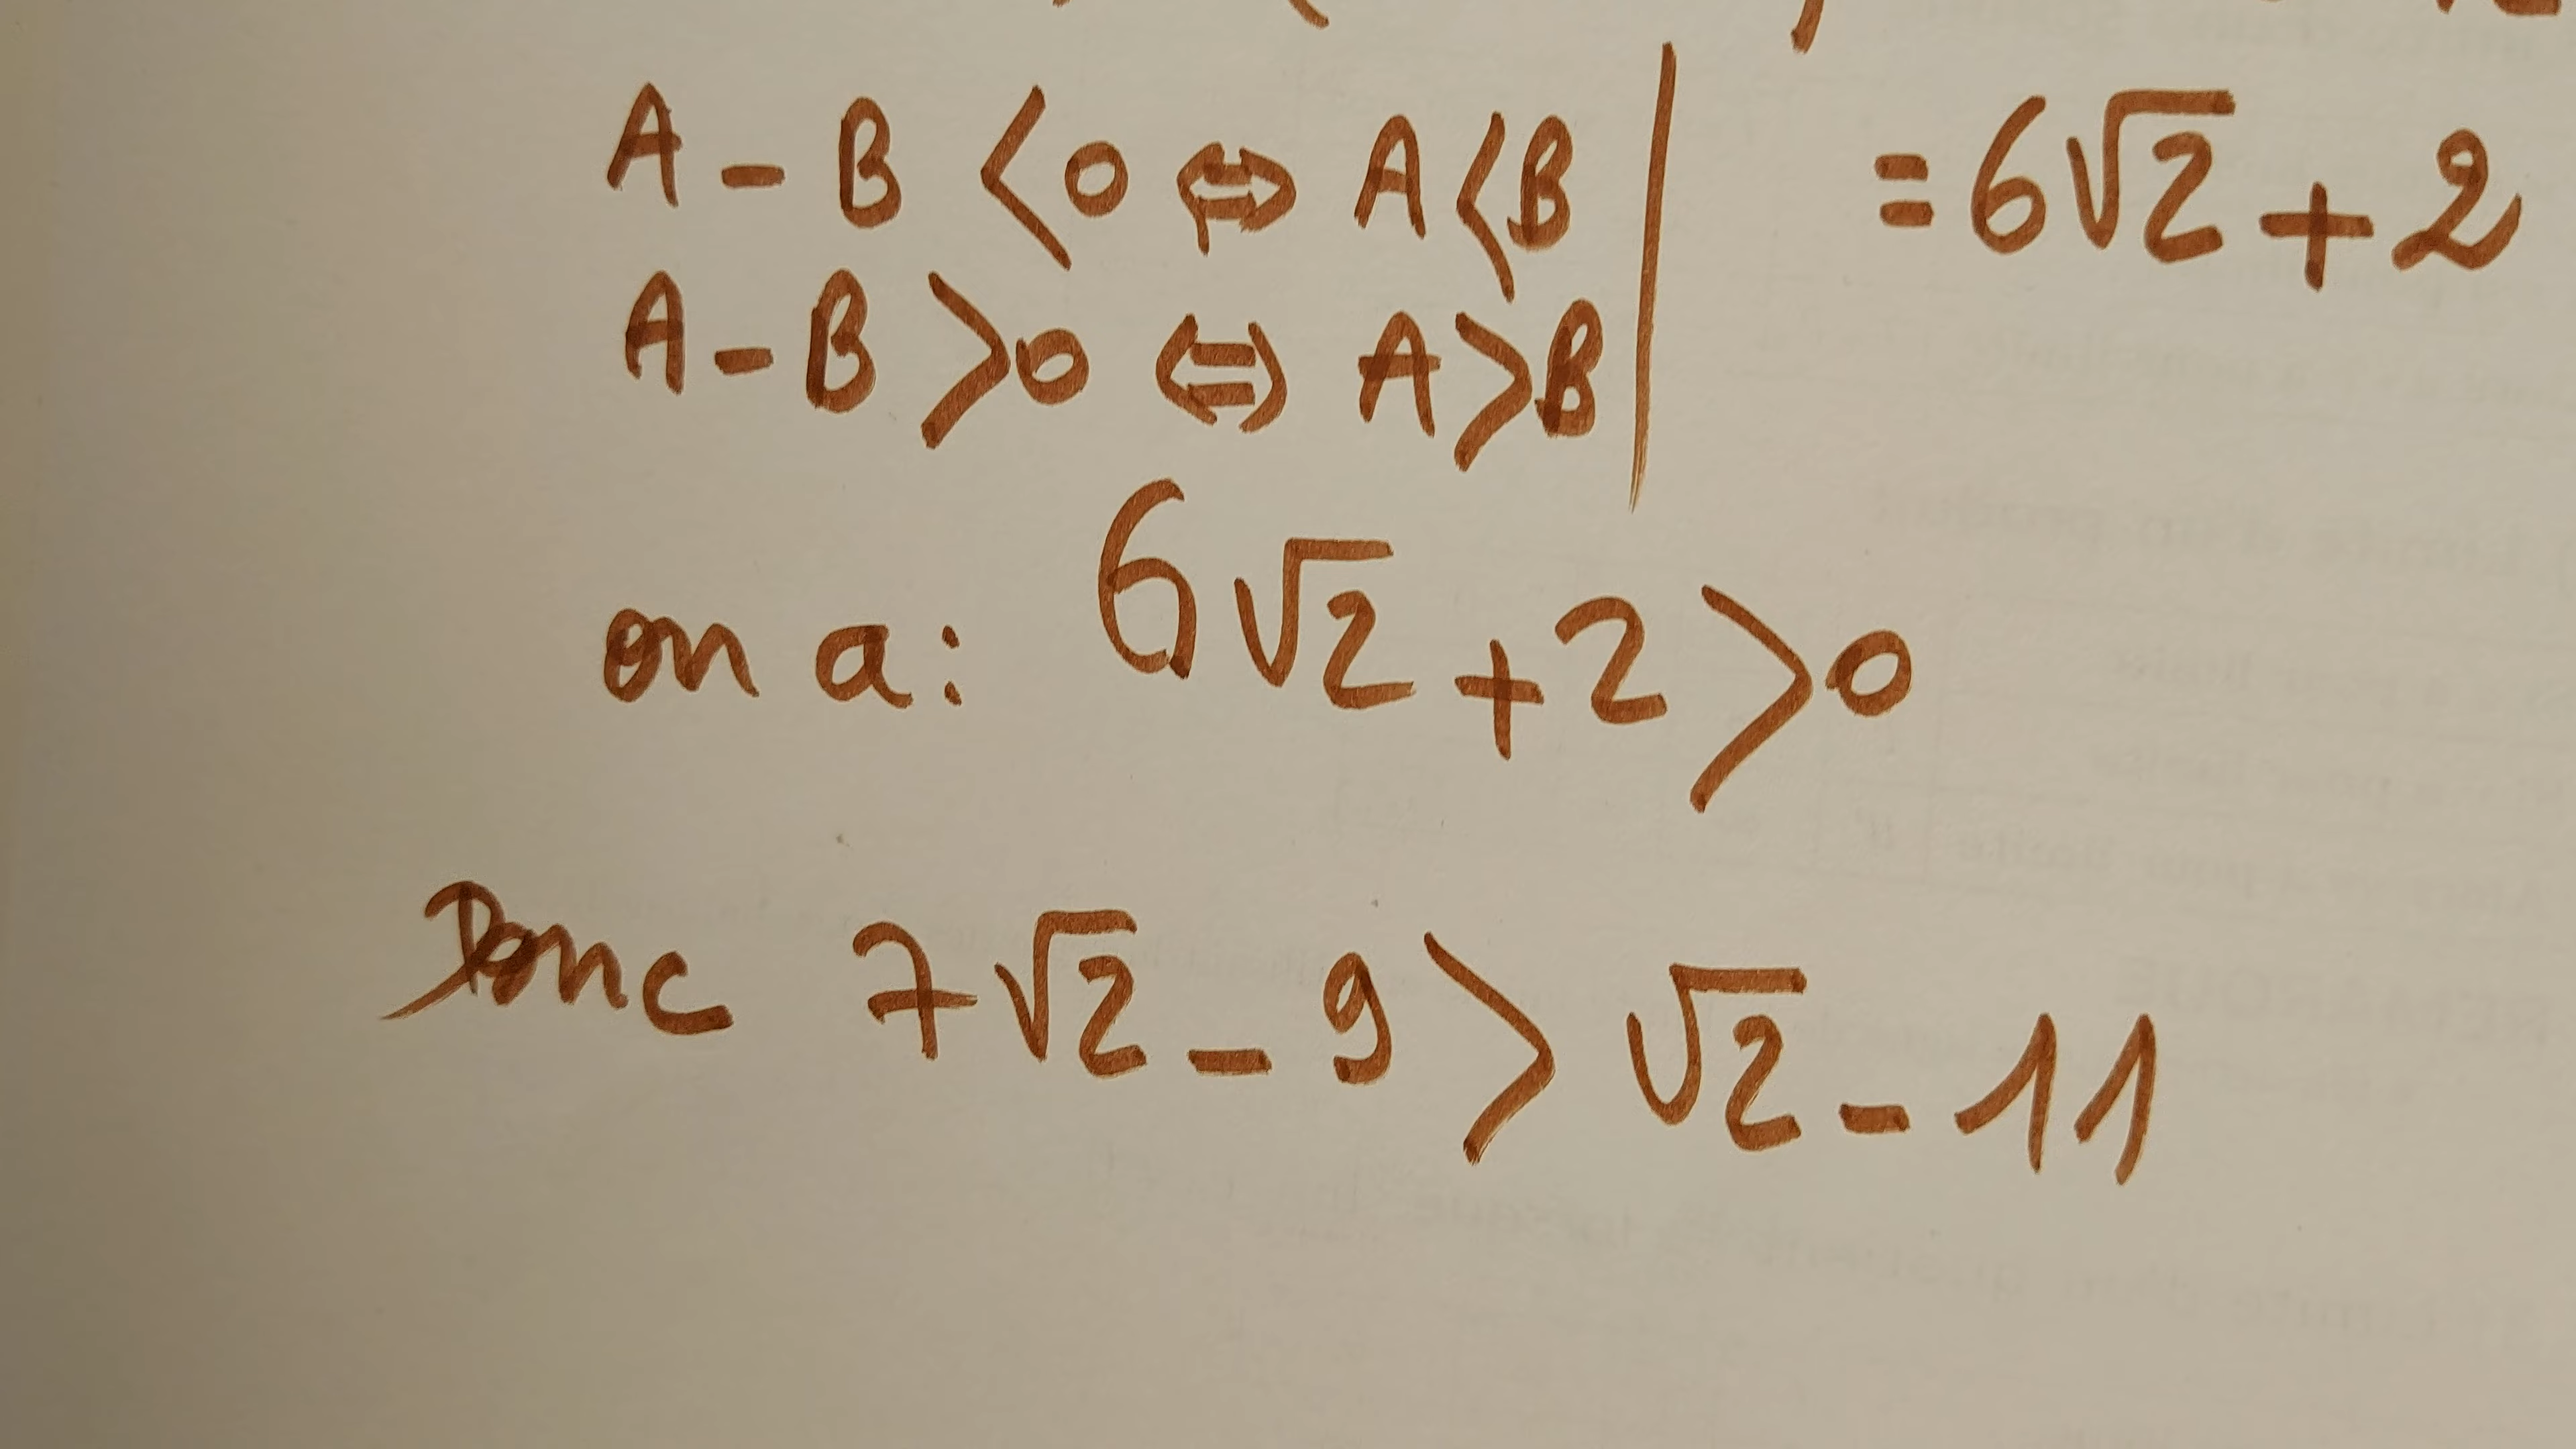 A - B < 0 ⇔ A < B | = 6√2 + 2
A - B > 0 ⇔ A > B
on a: 6√2 + 2 > 0
Donc 7√2 - 9 > √2 - 11